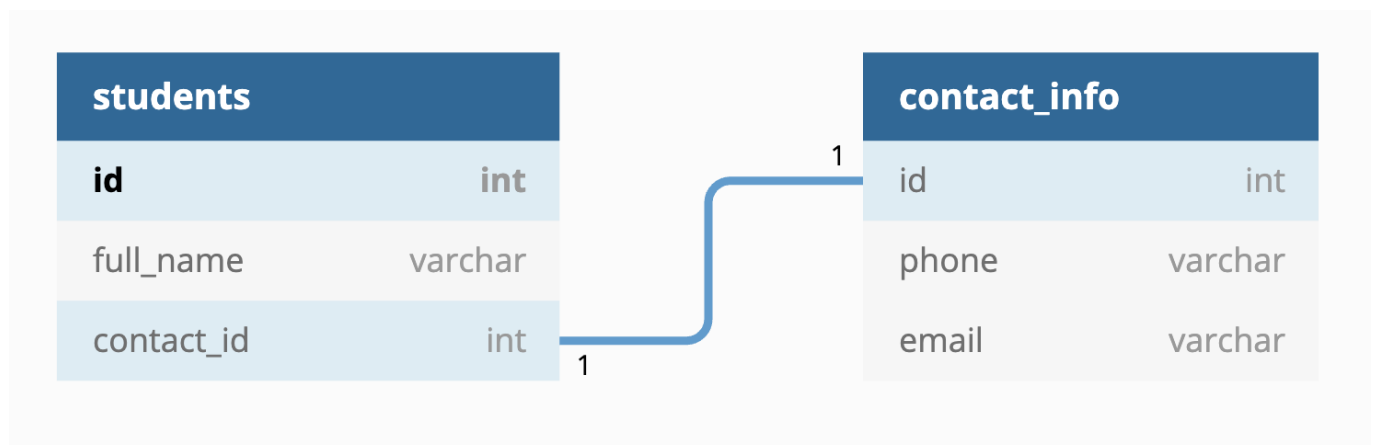 students
id int
full_name varchar
contact_id int
1
1
contact_info
id int
phone varchar
email varchar